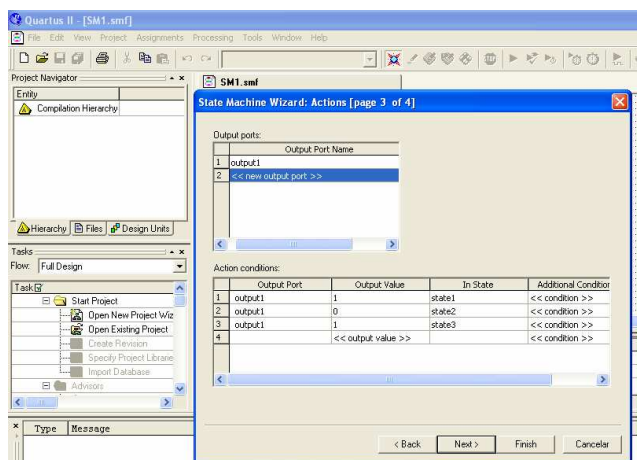 Quartus II - [SM1.smf]
File Edit View Project Assignments Processing Tools Window Help
Project Navigator
Entity
Compilation Hierarchy
Hierarchy Files Design Units
Tasks
Flow: Full Design
Task
Start Project
Open New Project Wiz
Open Existing Project
Create Revision
Specify Project Librarie
Import Database
Advisors
Type Message
SM1.smf
State Machine Wizard: Actions [page 3 of 4]
Output ports:
Output Port Name
1 output1
2 << new output port >>
Action conditions:
Output Port Output Value In State Additional Condition
1 output1 1 state1 << condition >>
2 output1 0 state2 << condition >>
3 output1 1 state3 << condition >>
4 << output value >> << condition >>
< Back Next > Finish Cancelar